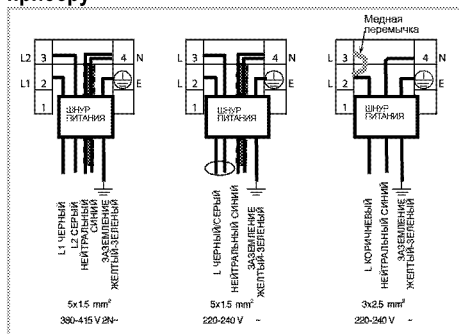 прибору
Медная
перемычка
L2 3 4 N
L1 2 E
1
ШНУР
ПИТАНИЯ
L1 ЧЕРНЫЙ
L2 СЕРЫЙ
НЕЙТРАЛЬНЫЙ
СИНИЙ
ЗАЗЕМЛЕНИЕ
ЖЕЛТЫЙ-ЗЕЛЕНЫЙ
5x1.5 mm²
380-415 V 2N~
L 3 4 N
L 2 E
1
ШНУР
ПИТАНИЯ
L ЧЕРНЫЙ/СЕРЫЙ
НЕЙТРАЛЬНЫЙ СИНИЙ
ЗАЗЕМЛЕНИЕ
ЖЕЛТЫЙ-ЗЕЛЕНЫЙ
5x1.5 mm²
220-240 V ~
L 3 4 N
L 2 E
1
ШНУР
ПИТАНИЯ
L КОРИЧНЕВЫЙ
НЕЙТРАЛЬНЫЙ СИНИЙ
ЗАЗЕМЛЕНИЕ
ЖЕЛТЫЙ-ЗЕЛЕНЫЙ
3x2.5 mm²
220-240 V ~